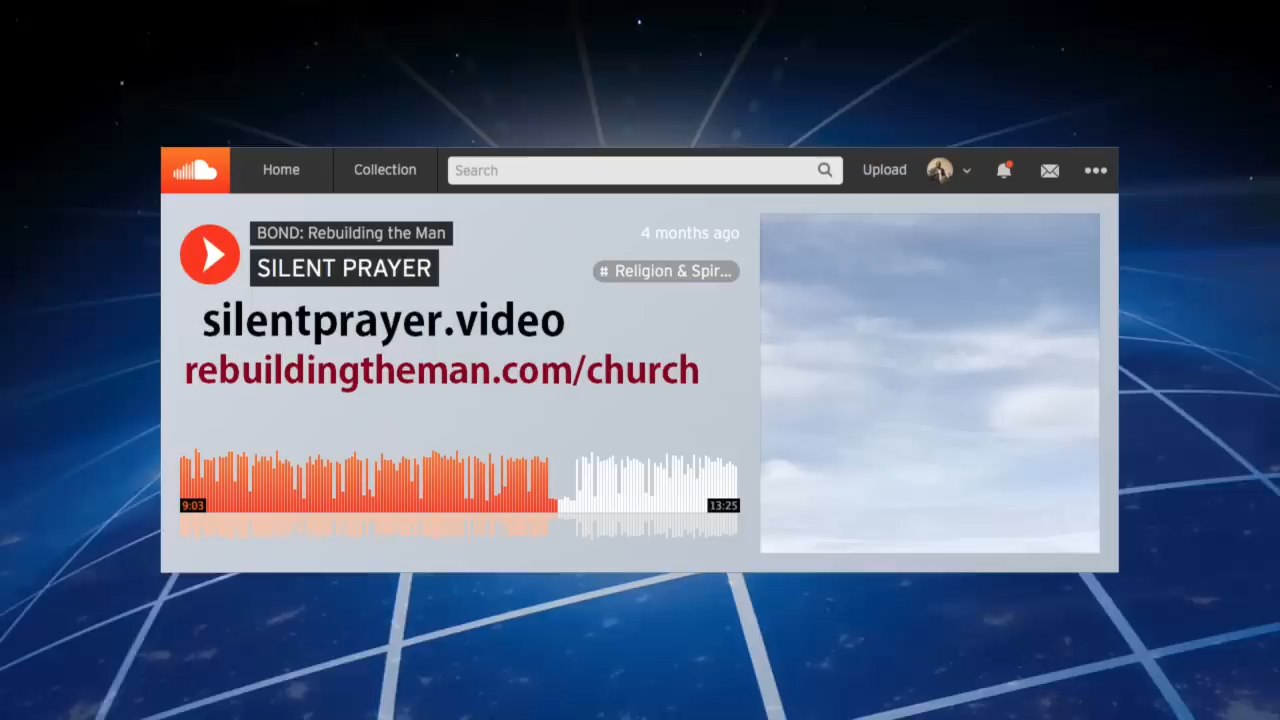 Home
Collection
Search
Upload
BOND: Rebuilding the Man
4 months ago
SILENT PRAYER
# Religion & Spir...
silentprayer.video
rebuildingtheman.com/church
9:03
13:25